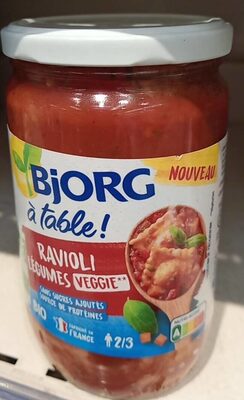 NOUVEAU
BJORG
à table!
RAVIOLI
LÉGUMES VEGGIE**
SANS SUCRES AJOUTÉS
SOURCE DE PROTÉINES
BIO
FRANCE
2/3